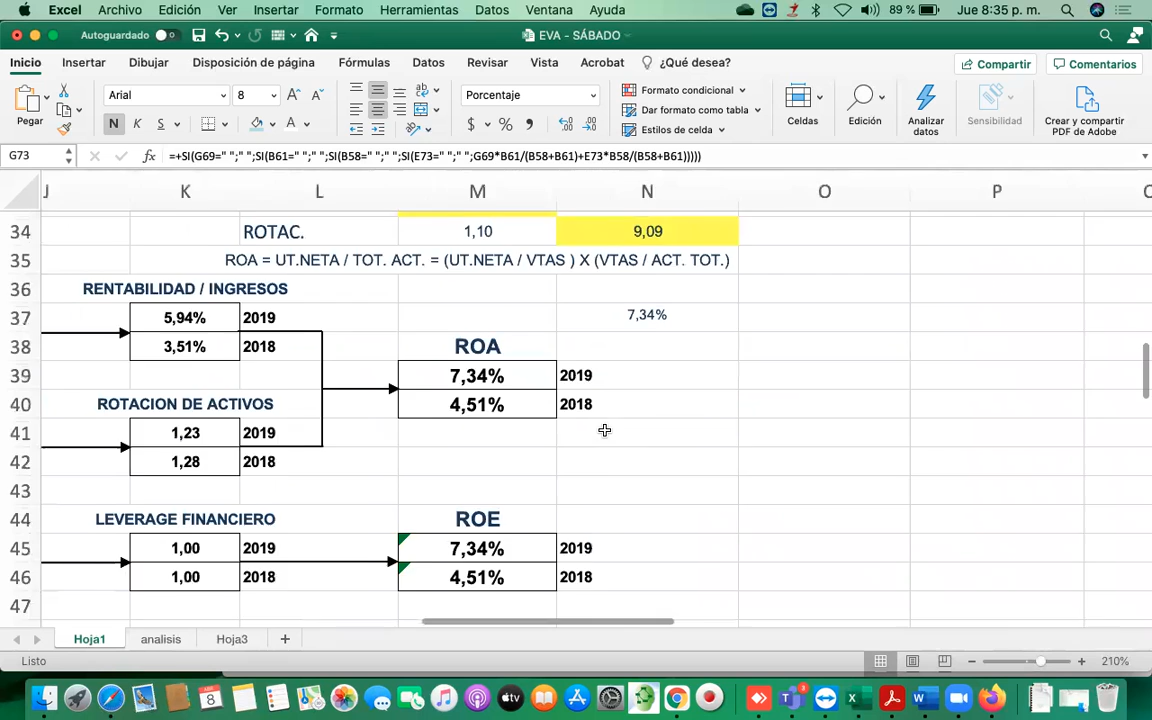 Excel Archivo Edición Ver Insertar Formato Herramientas Datos Ventana Ayuda 89 % Jue 8:35 p. m.
Autoguardado EVA - SÁBADO
Inicio Insertar Dibujar Disposición de página Fórmulas Datos Revisar Vista Acrobat ¿Qué desea? Compartir Comentarios
Pegar Arial 8 A A ab Porcentaje Formato condicional Celdas Edición Analizar datos Sensibilidad Crear y compartir PDF de Adobe
Dar formato como tabla
N K S A $ % Estilos de celda
G73 fx =+SI(G69=" ";" ";SI(B61=" ";" ";SI(B58=" ";" ";SI(E73=" ";" ";G69*B61/(B58+B61)+E73*B58/(B58+B61)))))
J K L M N O P
34 ROTAC. 1,10 9,09
35 ROA = UT.NETA / TOT. ACT. = (UT.NETA / VTAS ) X (VTAS / ACT. TOT.)
36 RENTABILIDAD / INGRESOS
37 5,94% 2019 7,34%
38 3,51% 2018 ROA
39 7,34% 2019
40 ROTACION DE ACTIVOS 4,51% 2018
41 1,23 2019
42 1,28 2018
43
44 LEVERAGE FINANCIERO ROE
45 1,00 2019 7,34% 2019
46 1,00 2018 4,51% 2018
47
Hoja1 analisis Hoja3 +
Listo 210%